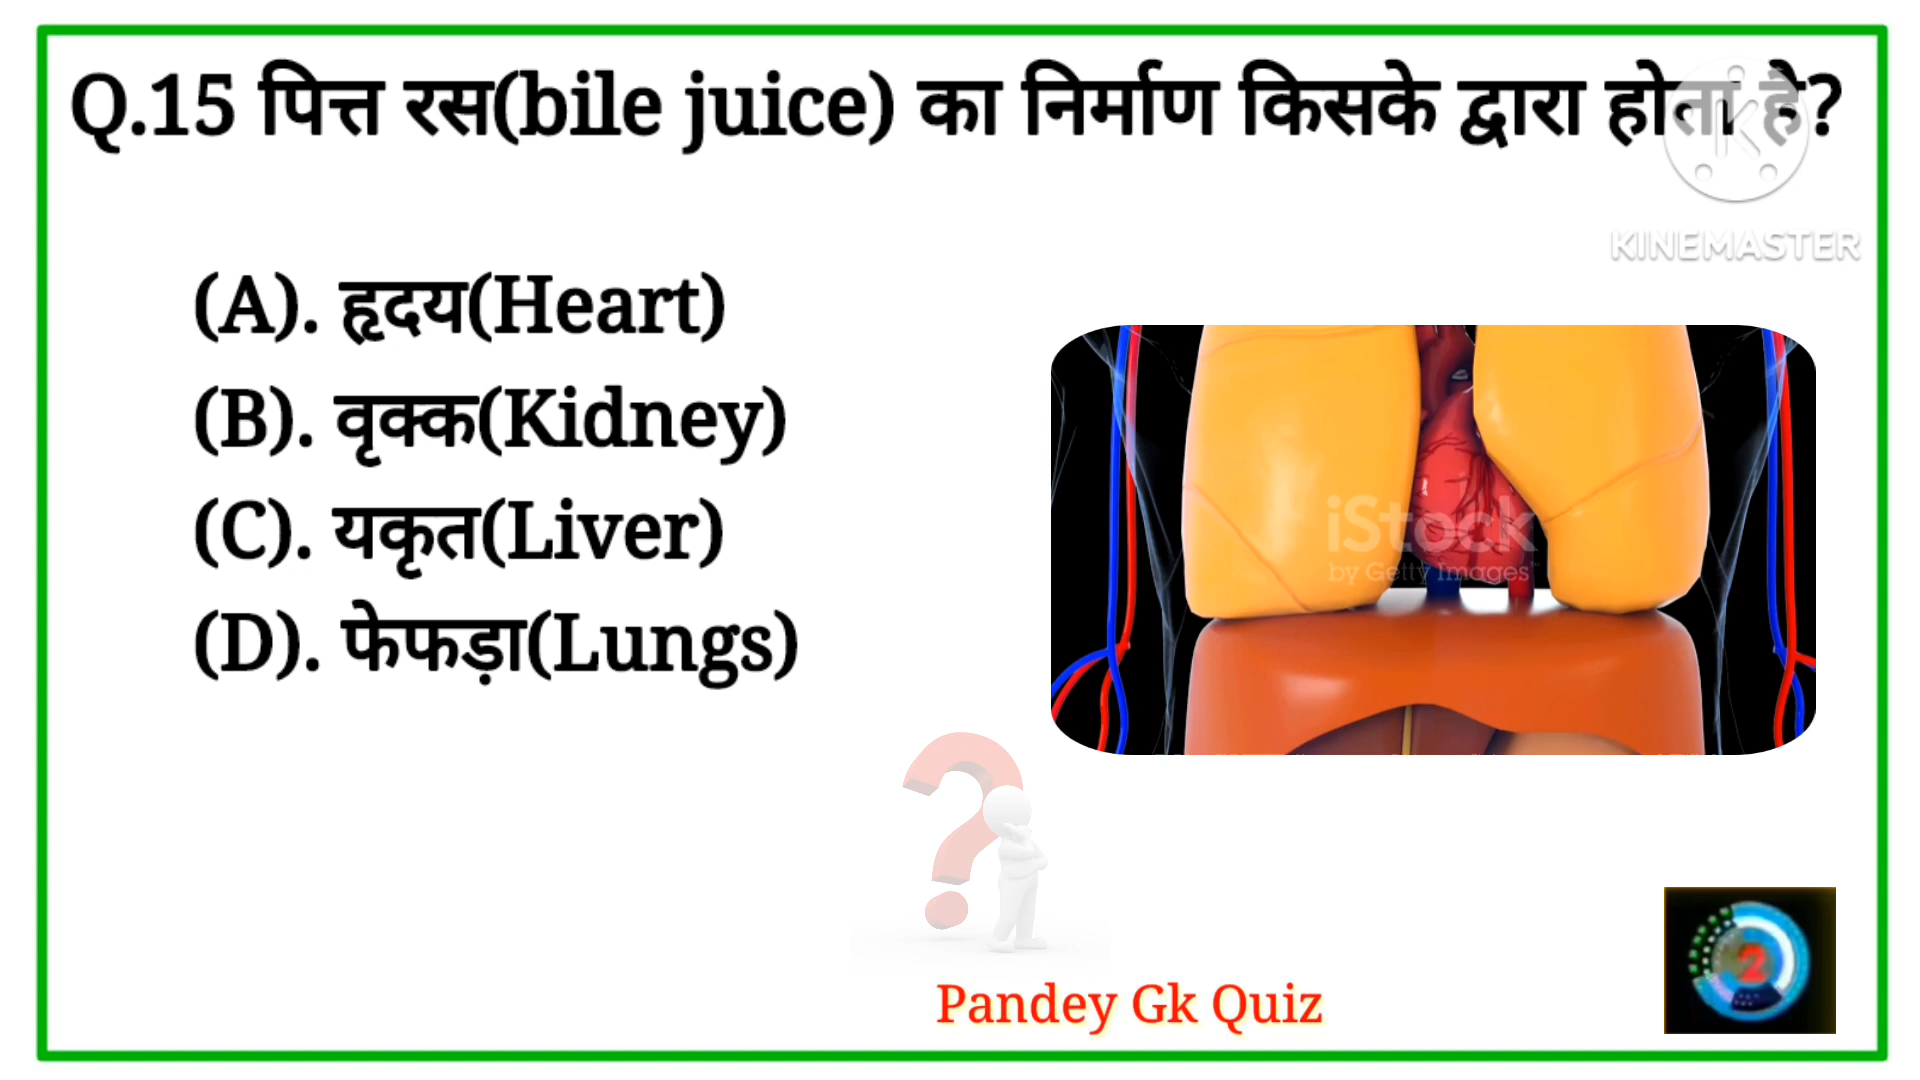 Q.15 पित्त रस(bile juice) का निर्माण किसके द्वारा होता है?
KINEMASTER
(A). हृदय(Heart)
(B). वृक्क(Kidney)
(C). यकृत(Liver)
(D). फेफड़ा(Lungs)
iStock
by Getty Images
2
Pandey Gk Quiz